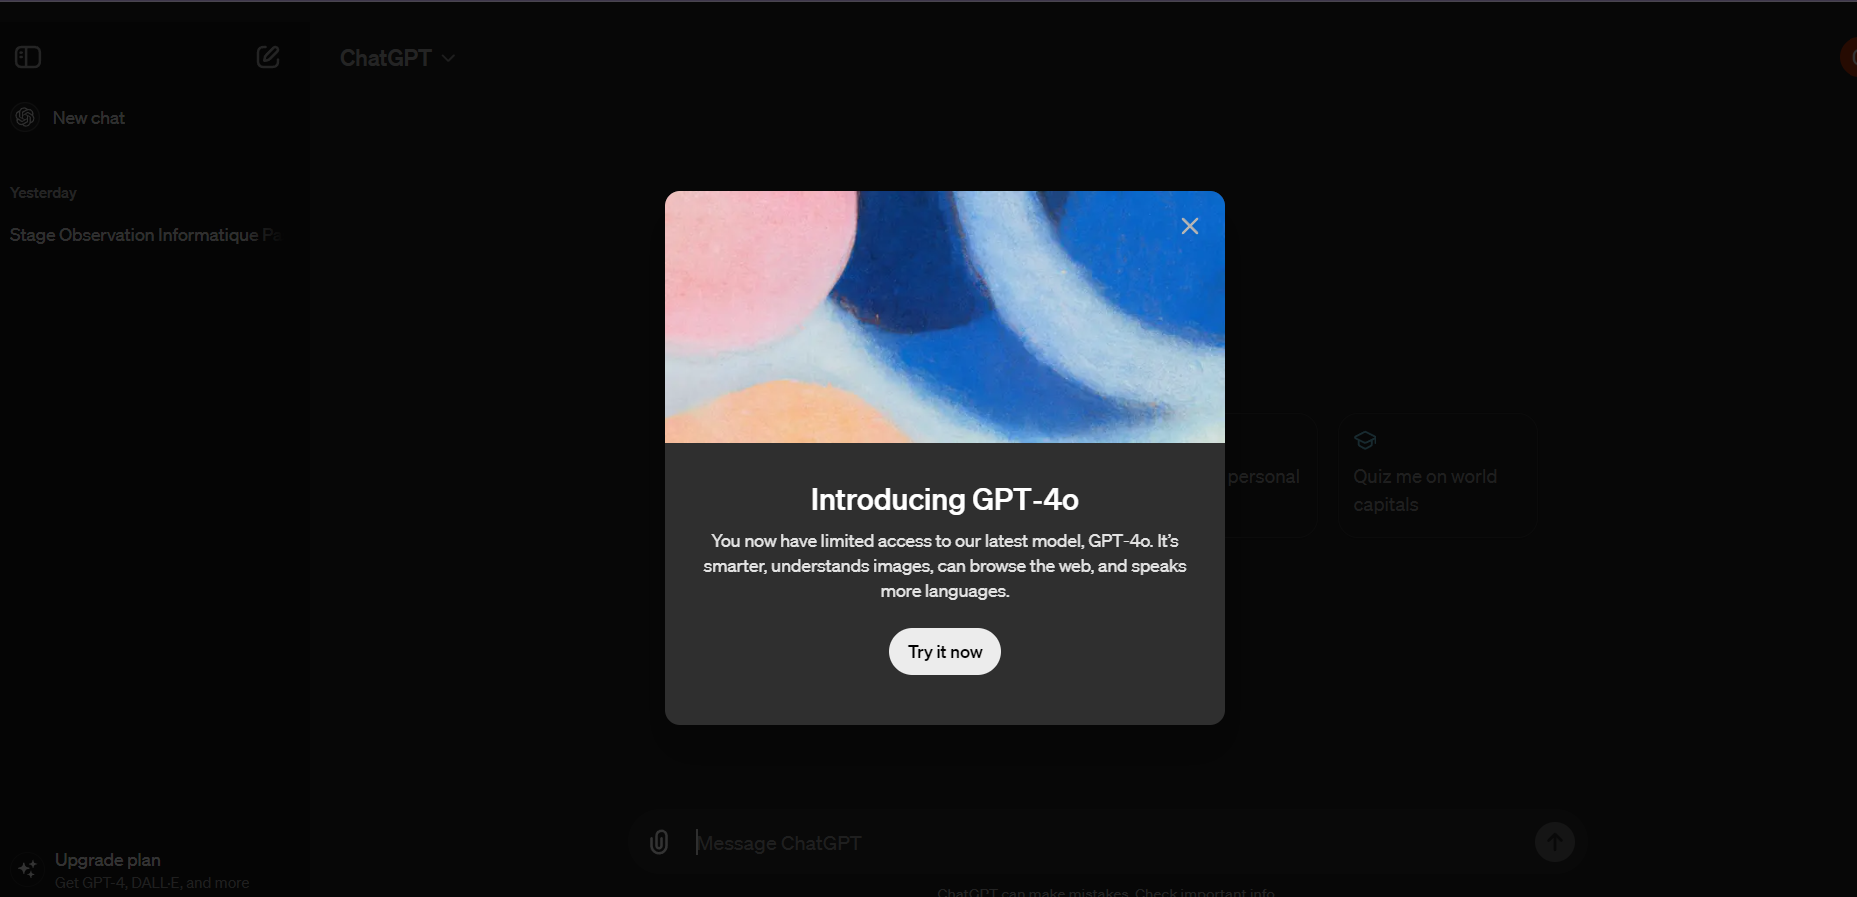 ChatGPT
New chat
Yesterday
Stage Observation Informatique
personal
Quiz me on world
capitals
Introducing GPT-4o
You now have limited access to our latest model, GPT-4o. It's
smarter, understands images, can browse the web, and speaks
more languages.
Try it now
Message ChatGPT
Upgrade plan
Get GPT-4, DALL·E, and more
ChatGPT can make mistakes. Check important info.